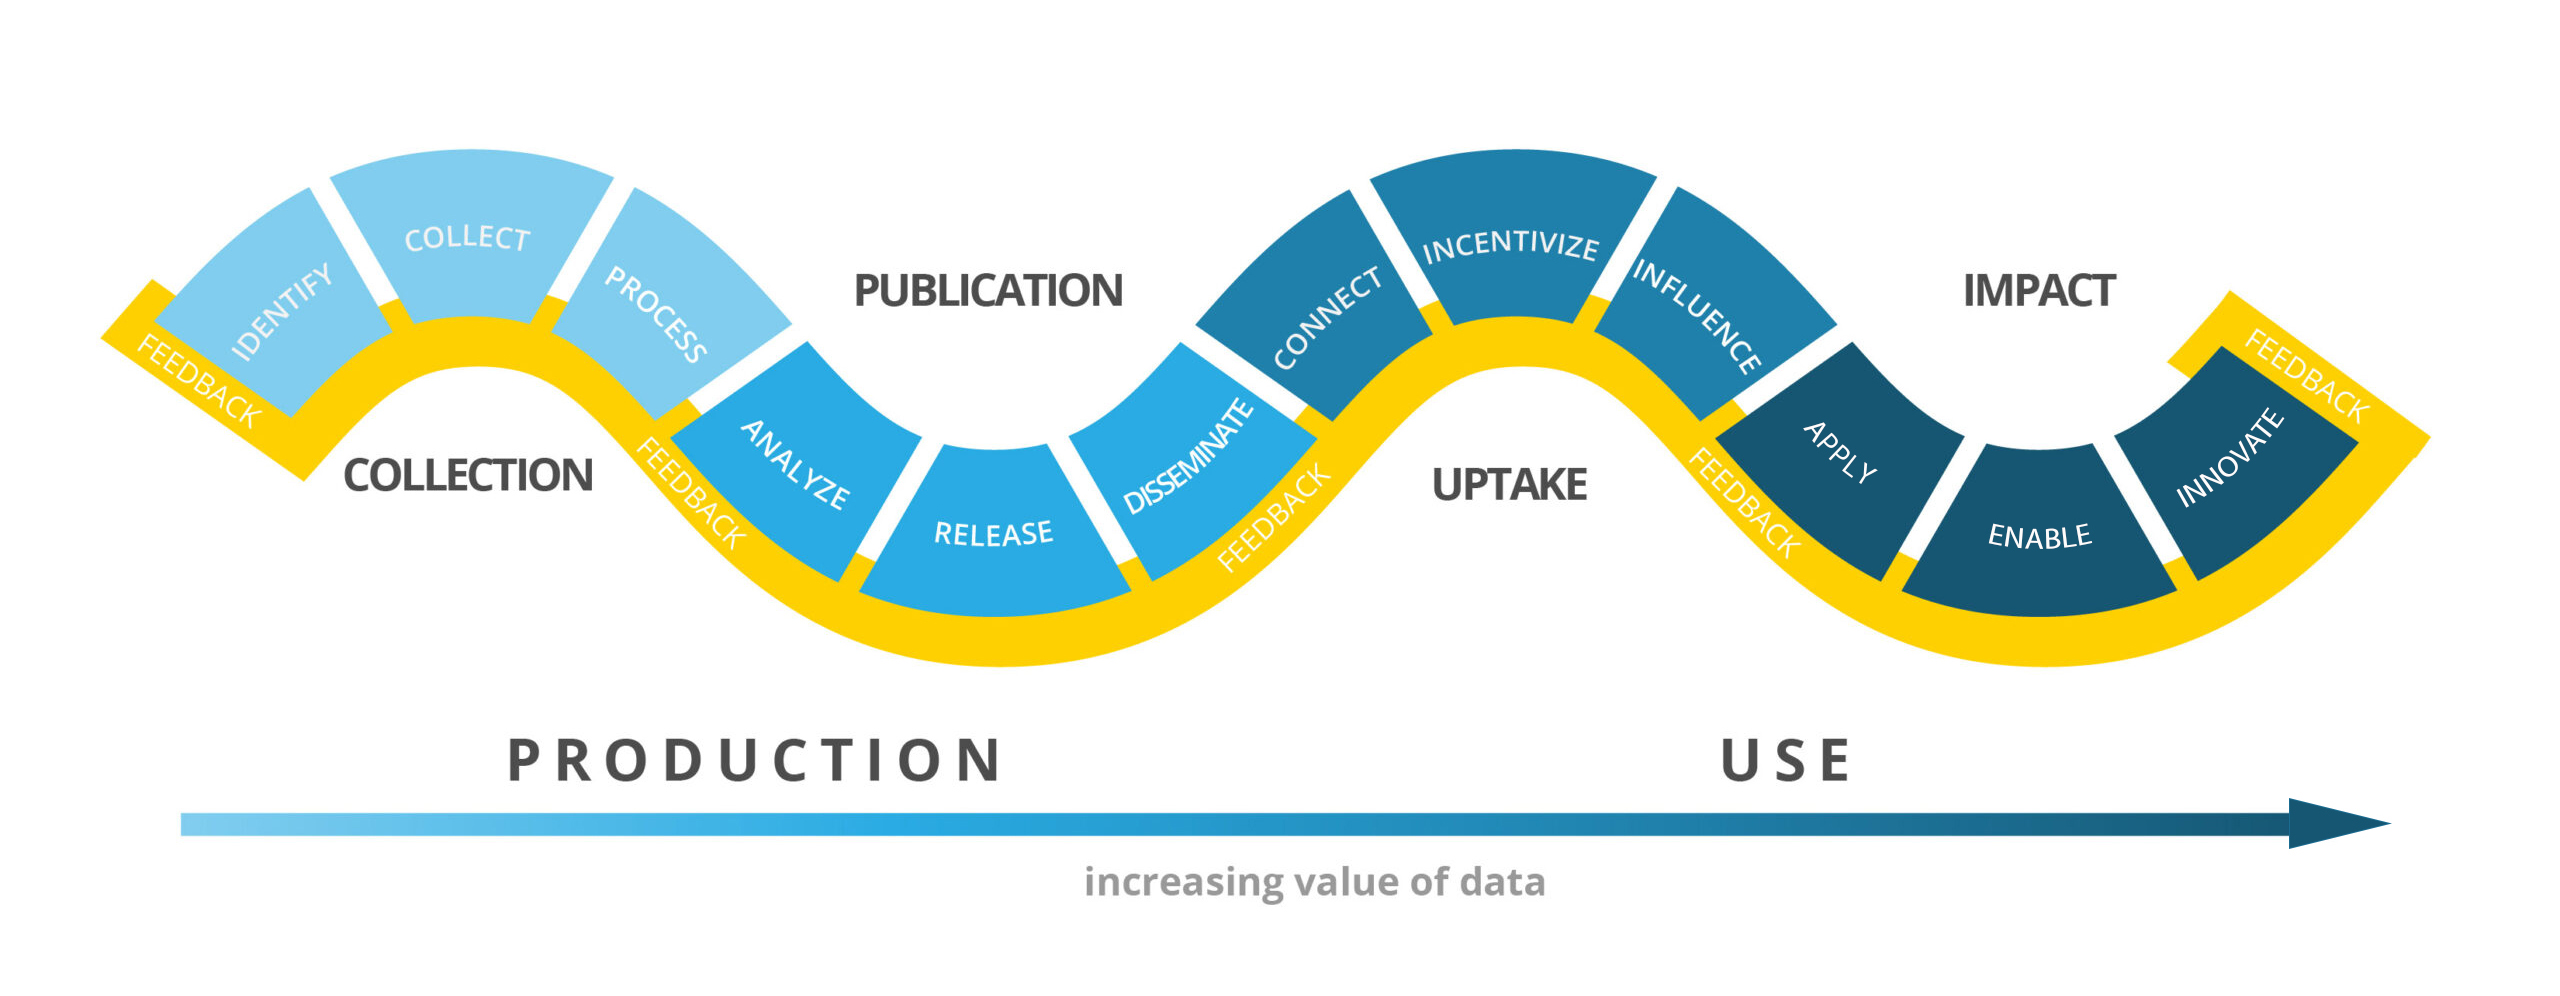 FEEDBACK
IDENTIFY
COLLECT
PROCESS
COLLECTION
FEEDBACK
ANALYZE
RELEASE
DISSEMINATE
PUBLICATION
FEEDBACK
CONNECT
INCENTIVIZE
INFLUENCE
UPTAKE
FEEDBACK
APPLY
ENABLE
INNOVATE
IMPACT
FEEDBACK
PRODUCTION
USE
increasing value of data